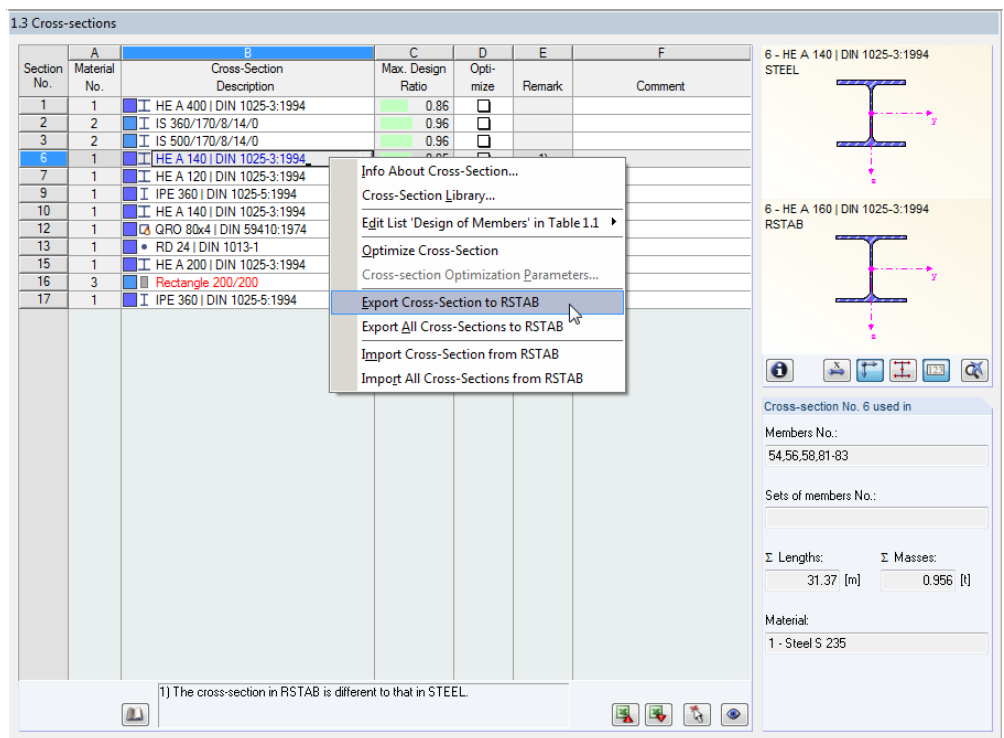 1.3 Cross-sections
A B C D E F
Section Material Cross-Section Max. Design Opti-
No. No. Description Ratio mize Remark Comment
1 1 HE A 400 | DIN 1025-3:1994 0.86
2 2 IS 360/170/8/14/0 0.96
3 2 IS 500/170/8/14/0 0.96
6 1 HE A 140 | DIN 1025-3:1994 1)
7 1 HE A 120 | DIN 1025-3:1994
9 1 IPE 360 | DIN 1025-5:1994
10 1 HE A 140 | DIN 1025-3:1994
12 1 QRO 80x4 | DIN 59410:1974
13 1 RD 24 | DIN 1013-1
15 1 HE A 200 | DIN 1025-3:1994
16 3 Rectangle 200/200
17 1 IPE 360 | DIN 1025-5:1994
Info About Cross-Section...
Cross-Section Library...
Edit List 'Design of Members' in Table 1.1
Optimize Cross-Section
Cross-section Optimization Parameters...
Export Cross-Section to RSTAB
Export All Cross-Sections to RSTAB
Import Cross-Section from RSTAB
Import All Cross-Sections from RSTAB
1) The cross-section in RSTAB is different to that in STEEL.
6 - HE A 140 | DIN 1025-3:1994
STEEL
y
z
6 - HE A 160 | DIN 1025-3:1994
RSTAB
y
z
Cross-section No. 6 used in
Members No.:
54,56,58,81-83
Sets of members No.:
Σ Lengths: Σ Masses:
31.37 [m] 0.956 [t]
Material:
1 - Steel S 235